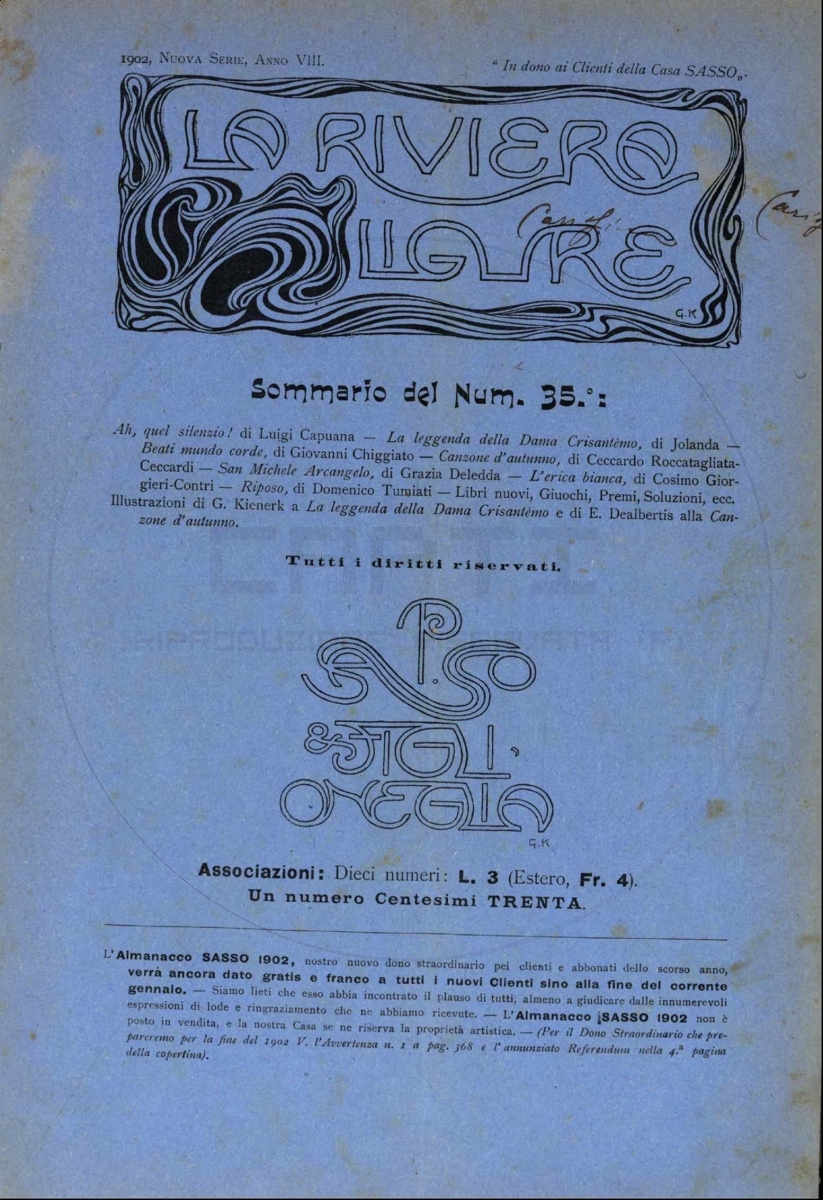 1902, Nuova Serie, Anno VIII.
“ In dono ai Clienti della Casa SASSO„.
LA RIVIERA
LIGURE
G. K
Sommario del Num. 35.°:
Ah, quel silenzio! di Luigi Capuana — La leggenda della Dama Crisantèmo, di Jolanda —
Beati mundo corde, di Giovanni Chiggiato — Canzone d'autunno, di Ceccardo Roccatagliata-
Ceccardi — San Michele Arcangelo, di Grazia Deledda — L'erica bianca, di Cosimo Gior-
gieri-Contri — Riposo, di Domenico Tumiati — Libri nuovi, Giuochi, Premi, Soluzioni, ecc.
Illustrazioni di G. Kienerk a La leggenda della Dama Crisantèmo e di E. Dealbertis alla Can-
zone d'autunno.
Tutti i diritti riservati.
P.
SASSO
& FIGLI,
ONEGLIA
G. K
Associazioni: Dieci numeri: L. 3 (Estero, Fr. 4).
Un numero Centesimi TRENTA.
L'Almanacco SASSO 1902, nostro nuovo dono straordinario pei clienti e abbonati dello scorso anno,
verrà ancora dato gratis e franco a tutti i nuovi Clienti sino alla fine del corrente
gennaio. — Siamo lieti che esso abbia incontrato il plauso di tutti, almeno a giudicare dalle innumerevoli
espressioni di lode e ringraziamento che ne abbiamo ricevute. — L'Almanacco SASSO 1902 non è
posto in vendita, e la nostra Casa se ne riserva la proprietà artistica. — (Per il Dono Straordinario che pre-
pareremo per la fine del 1902 V. l'Avvertenza n. 1 a pag. 368 e l'annunziato Referendum nella 4.ª pagina
della copertina).